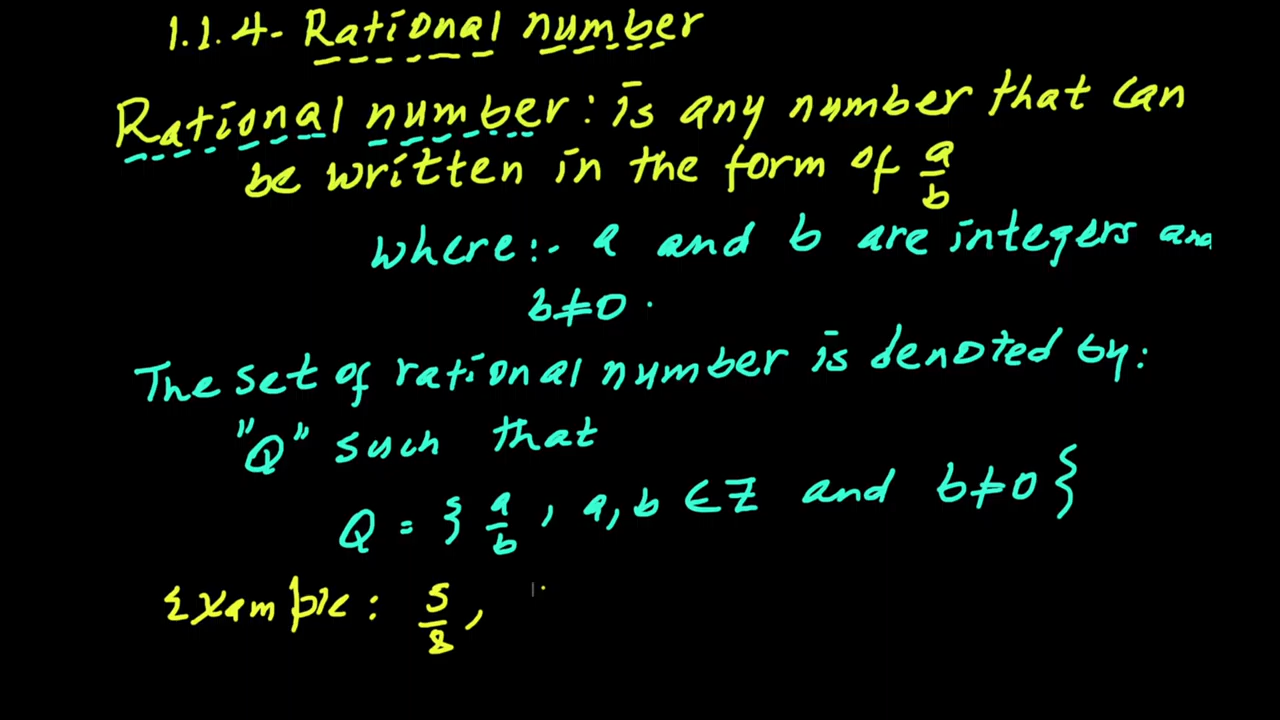 1.1.4- Rational number
Rational number: is any number that can
be written in the form of a/b
where:- a and b are integers and
b≠0.
The set of rational number is denoted by:
"Q" such that
Q = { a/b , a, b ∈ Z and b≠0 }
Example: 5/8 ,